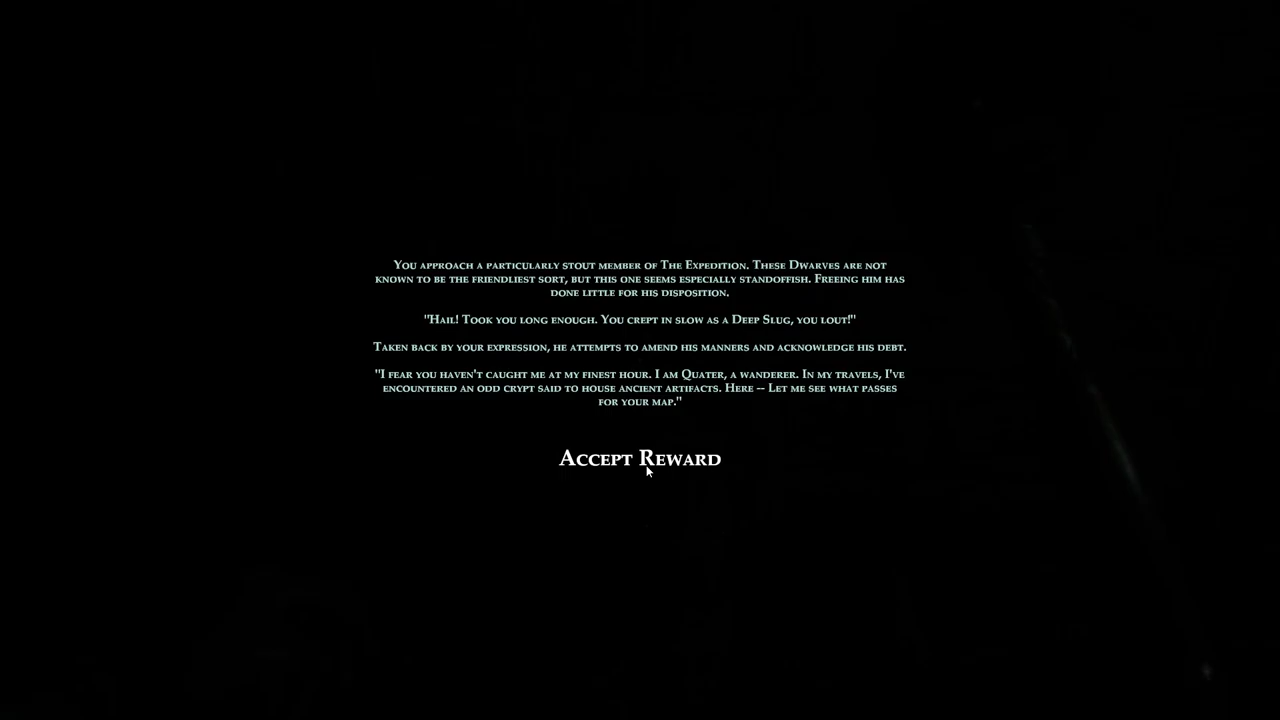 You approach a particularly stout member of The Expedition. These Dwarves are not
known to be the friendliest sort, but this one seems especially standoffish. Freeing him has
done little for his disposition.
"Hail! Took you long enough. You crept in slow as a Deep Slug, you lout!"
Taken back by your expression, he attempts to amend his manners and acknowledge his debt.
"I fear you haven't caught me at my finest hour. I am Quater, a wanderer. In my travels, I've
encountered an odd crypt said to house ancient artifacts. Here -- Let me see what passes
for your map."
Accept Reward